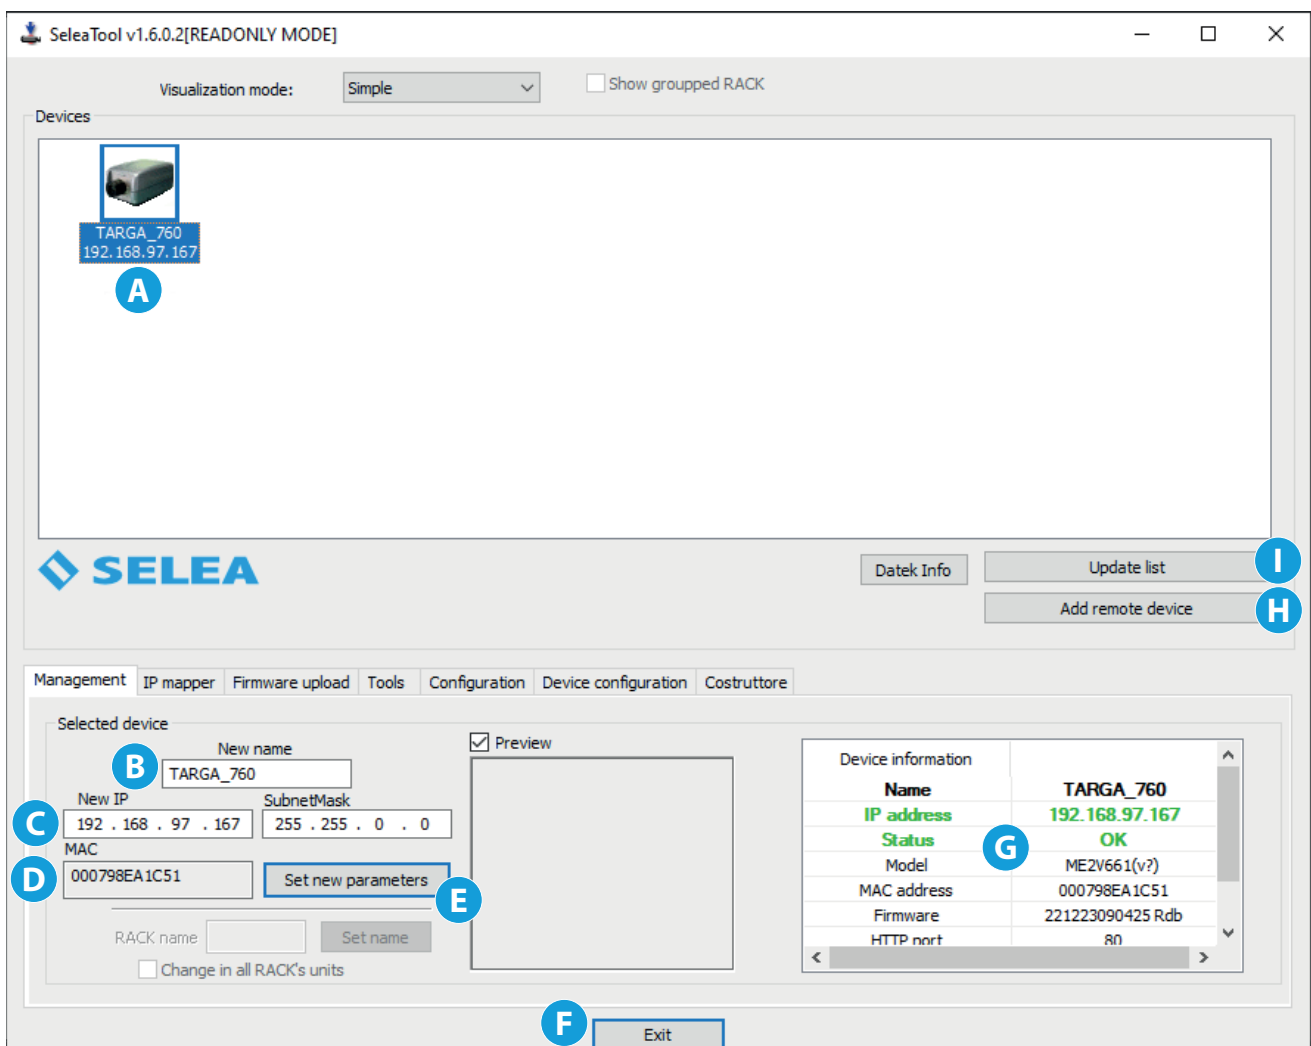 SeleaTool v1.6.0.2[READONLY MODE]
Visualization mode: Simple Show groupped RACK
Devices
TARGA_760
192.168.97.167
A
SELEA
Datek Info Update list I
Add remote device H
Management IP mapper Firmware upload Tools Configuration Device configuration Costruttore
Selected device
New name
B TARGA_760
New IP SubnetMask
C 192 . 168 . 97 . 167 255 . 255 . 0 . 0
MAC
D 000798EA1C51
Set new parameters E
RACK name Set name
Change in all RACK's units
Preview
Device information
Name TARGA_760
IP address 192.168.97.167
Status G OK
Model ME2V661(v?)
MAC address 000798EA1C51
Firmware 221223090425 Rdb
HTTP port 80
F Exit